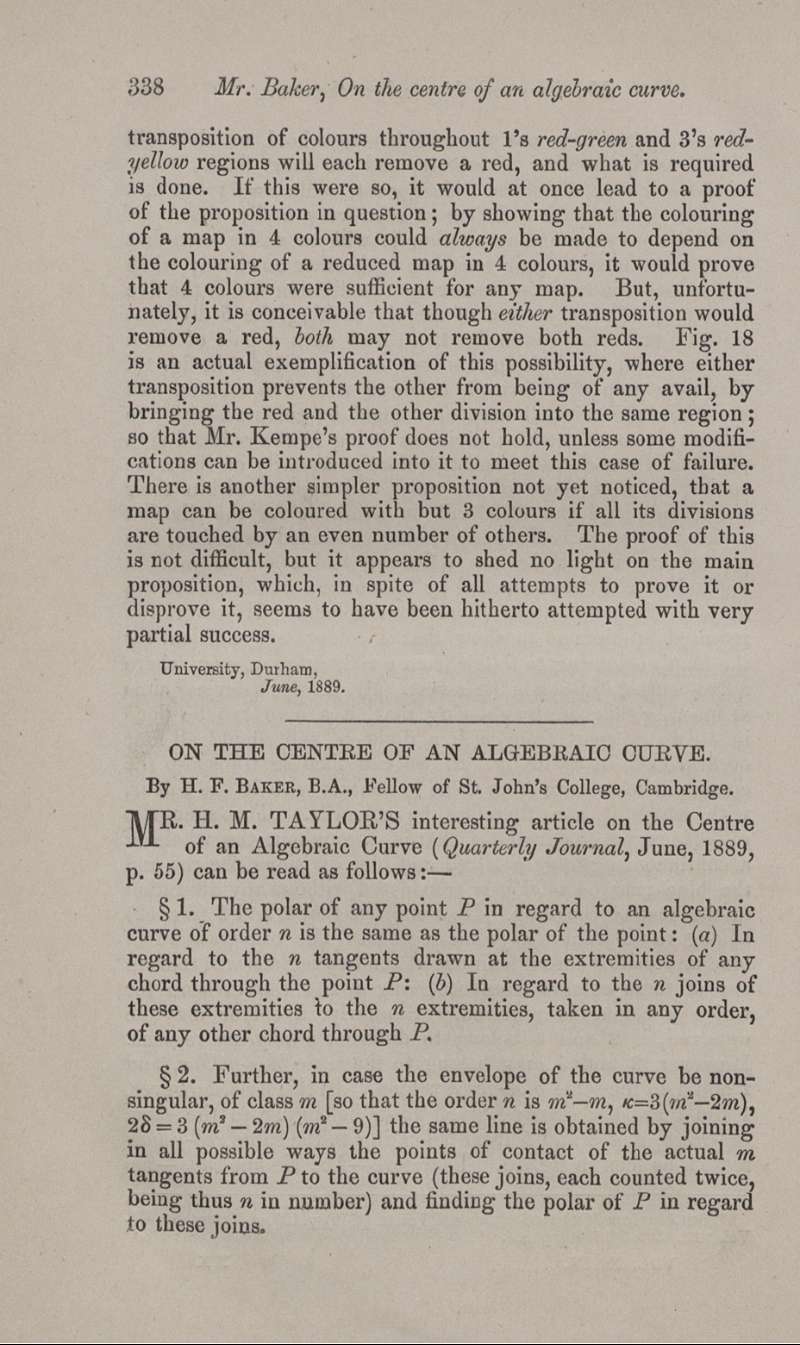 338 Mr. Baker, On the centre of an algebraic curve.
transposition of colours throughout 1's red-green and 3's red-
yellow regions will each remove a red, and what is required
is done. If this were so, it would at once lead to a proof
of the proposition in question; by showing that the colouring
of a map in 4 colours could always be made to depend on
the colouring of a reduced map in 4 colours, it would prove
that 4 colours were sufficient for any map. But, unfortu-
nately, it is conceivable that though either transposition would
remove a red, both may not remove both reds. Fig. 18
is an actual exemplification of this possibility, where either
transposition prevents the other from being of any avail, by
bringing the red and the other division into the same region;
so that Mr. Kempe's proof does not hold, unless some modifi-
cations can be introduced into it to meet this case of failure.
There is another simpler proposition not yet noticed, that a
map can be coloured with but 3 colours if all its divisions
are touched by an even number of others. The proof of this
is not difficult, but it appears to shed no light on the main
proposition, which, in spite of all attempts to prove it or
disprove it, seems to have been hitherto attempted with very
partial success.
University, Durham,
June, 1889.
ON THE CENTRE OF AN ALGEBRAIC CURVE.
By H. F. BAKER, B.A., Fellow of St. John's College, Cambridge.
MR. H. M. TAYLOR'S interesting article on the Centre
of an Algebraic Curve (Quarterly Journal, June, 1889,
p. 55) can be read as follows:—
§ 1. The polar of any point P in regard to an algebraic
curve of order n is the same as the polar of the point: (a) In
regard to the n tangents drawn at the extremities of any
chord through the point P: (b) In regard to the n joins of
these extremities to the n extremities, taken in any order,
of any other chord through P.
§ 2. Further, in case the envelope of the curve be non-
singular, of class m [so that the order n is m²—m, κ=3(m²—2m),
2δ = 3 (m² — 2m) (m² — 9)] the same line is obtained by joining
in all possible ways the points of contact of the actual m
tangents from P to the curve (these joins, each counted twice,
being thus n in number) and finding the polar of P in regard
to these joins.